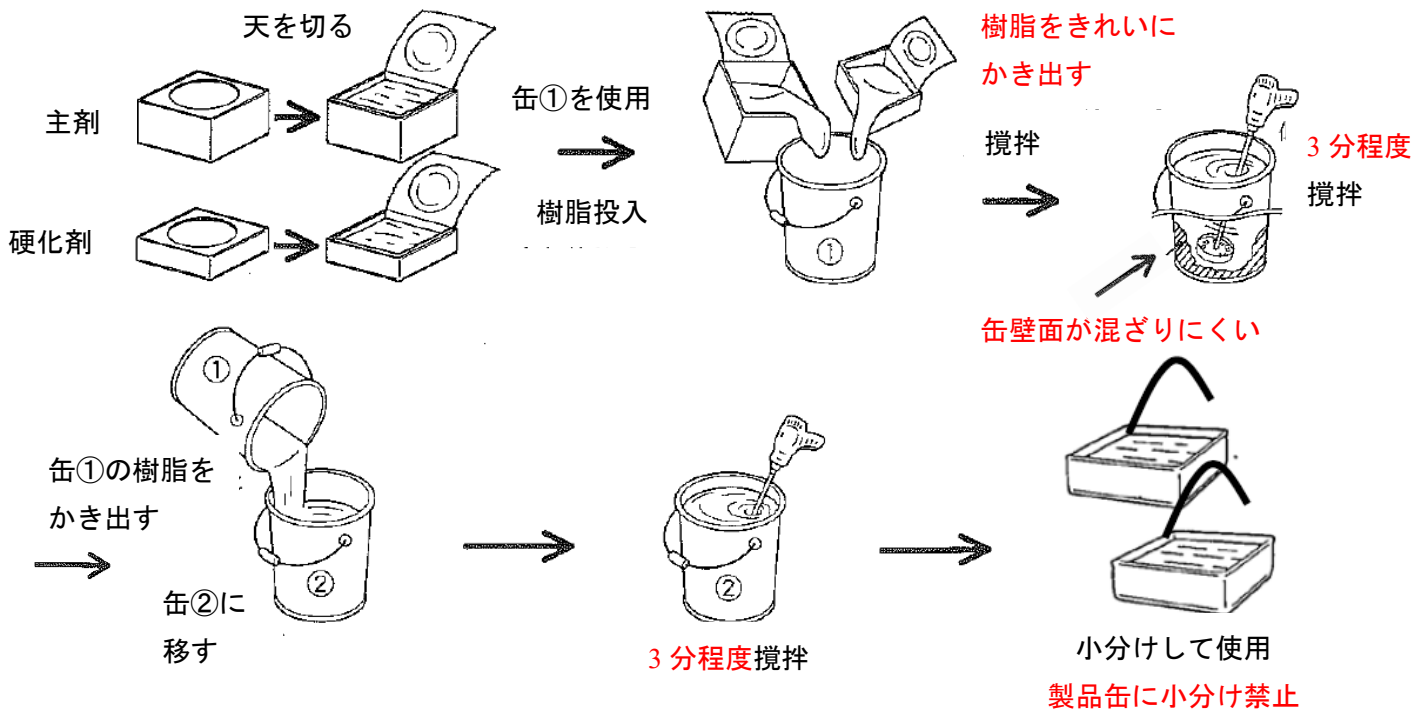 天を切る
主剤
硬化剤
缶①を使用
樹脂投入
①
樹脂をきれいに
かき出す
撹拌
3 分程度
撹拌
缶壁面が混ざりにくい
①
缶①の樹脂を
かき出す
②
缶②に
移す
②
3 分程度撹拌
小分けして使用
製品缶に小分け禁止